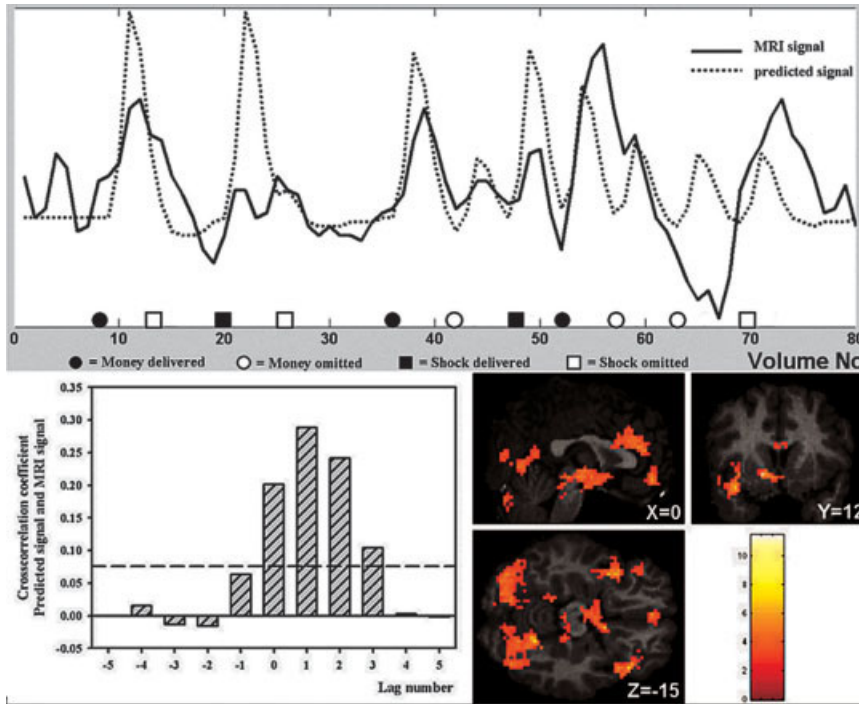 MRI signal
predicted signal
0 10 20 30 40 50 60 70 80
= Money delivered = Money omitted = Shock delivered = Shock omitted Volume No
Crosscorrelation coefficient
Predicted signal and MRI signal
0.35
0.30
0.25
0.20
0.15
0.10
0.05
0.00
-0.05
-5 -4 -3 -2 -1 0 1 2 3 4 5
Lag number
X=0
Y=12
Z=-15
10
8
6
4
2
0